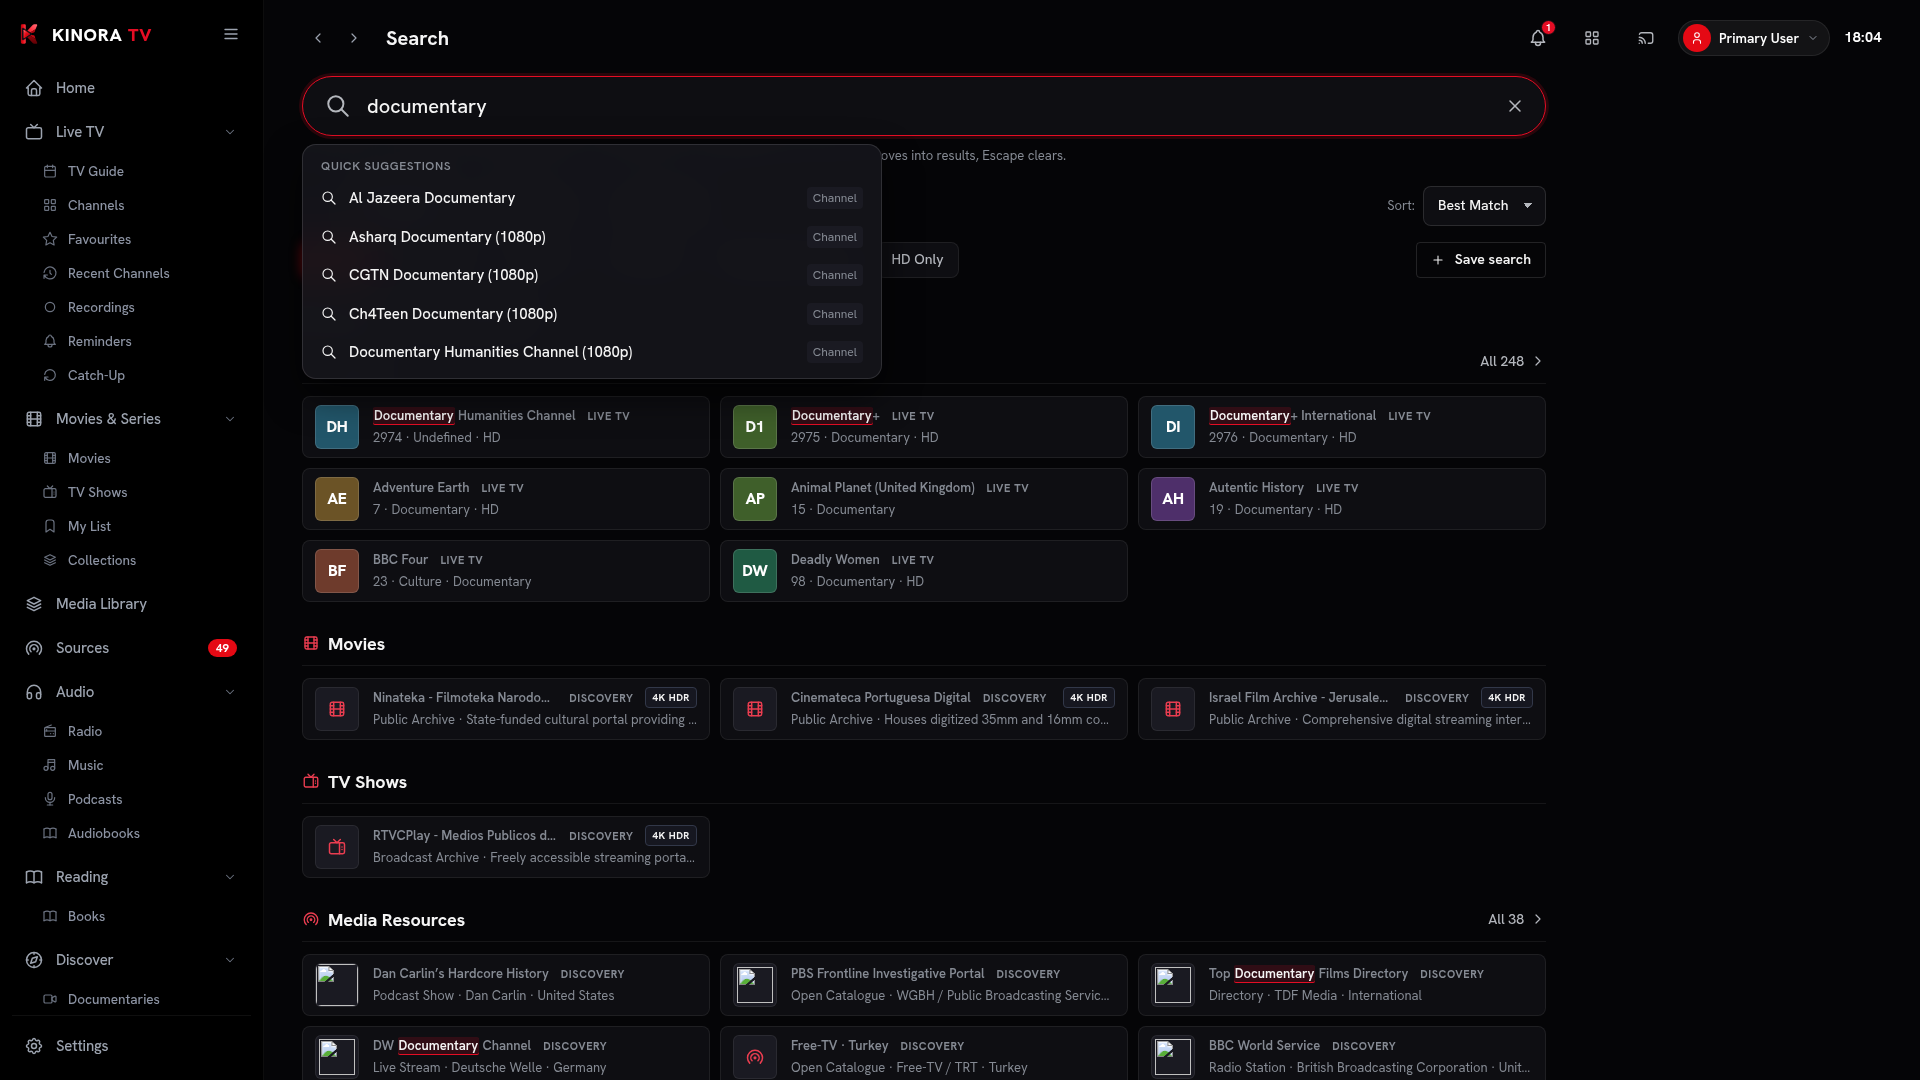 KINORA TV
Home
Live TV
TV Guide
Channels
Favourites
Recent Channels
Recordings
Reminders
Catch-Up
Movies & Series
Movies
TV Shows
My List
Collections
Media Library
Sources 49
Audio
Radio
Music
Podcasts
Audiobooks
Reading
Books
Discover
Documentaries
Settings
Search
1
Primary User
18:04
documentary
oves into results, Escape clears.
QUICK SUGGESTIONS
Al Jazeera Documentary Channel
Asharq Documentary (1080p) Channel
CGTN Documentary (1080p) Channel
Ch4Teen Documentary (1080p) Channel
Documentary Humanities Channel (1080p) Channel
Sort: Best Match
HD Only
Save search
All 248
DH
Documentary Humanities Channel LIVE TV
2974 · Undefined · HD
D1
Documentary+ LIVE TV
2975 · Documentary · HD
DI
Documentary+ International LIVE TV
2976 · Documentary · HD
AE
Adventure Earth LIVE TV
7 · Documentary · HD
AP
Animal Planet (United Kingdom) LIVE TV
15 · Documentary
AH
Autentic History LIVE TV
19 · Documentary · HD
BF
BBC Four LIVE TV
23 · Culture · Documentary
DW
Deadly Women LIVE TV
98 · Documentary · HD
Movies
Ninateka - Filmoteka Narodo... DISCOVERY 4K HDR
Public Archive · State-funded cultural portal providing ...
Cinemateca Portuguesa Digital DISCOVERY 4K HDR
Public Archive · Houses digitized 35mm and 16mm co...
Israel Film Archive - Jerusale... DISCOVERY 4K HDR
Public Archive · Comprehensive digital streaming inter...
TV Shows
RTVCPlay - Medios Publicos d... DISCOVERY 4K HDR
Broadcast Archive · Freely accessible streaming porta...
Media Resources
All 38
Dan Carlin’s Hardcore History DISCOVERY
Podcast Show · Dan Carlin · United States
PBS Frontline Investigative Portal DISCOVERY
Open Catalogue · WGBH / Public Broadcasting Servic...
Top Documentary Films Directory DISCOVERY
Directory · TDF Media · International
DW Documentary Channel DISCOVERY
Live Stream · Deutsche Welle · Germany
Free-TV · Turkey DISCOVERY
Open Catalogue · Free-TV / TRT · Turkey
BBC World Service DISCOVERY
Radio Station · British Broadcasting Corporation · Unit...